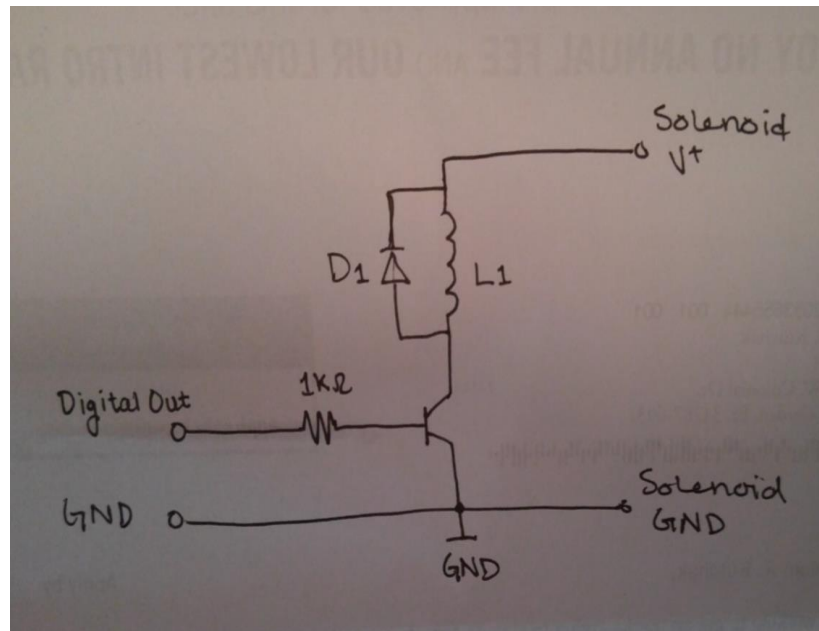 Solenoid
V+
D1
L1
1kΩ
Digital Out
GND
Solenoid
GND
GND